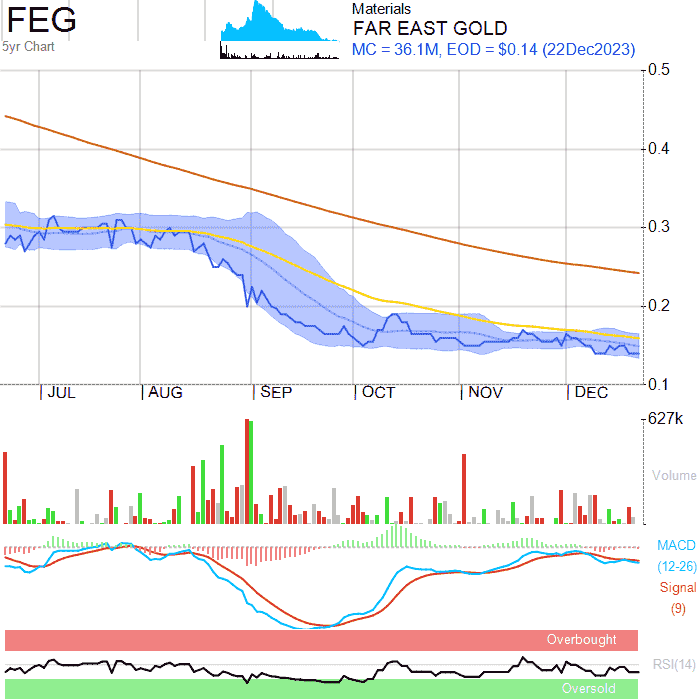 FEG
5yr Chart
Materials
FAR EAST GOLD
MC = 36.1M, EOD = $0.14 (22Dec2023)
0.5
0.4
0.3
0.2
0.1
JUL AUG SEP OCT NOV DEC
627k
Volume
MACD
(12-26)
Signal
(9)
Overbought
RSI(14)
Oversold